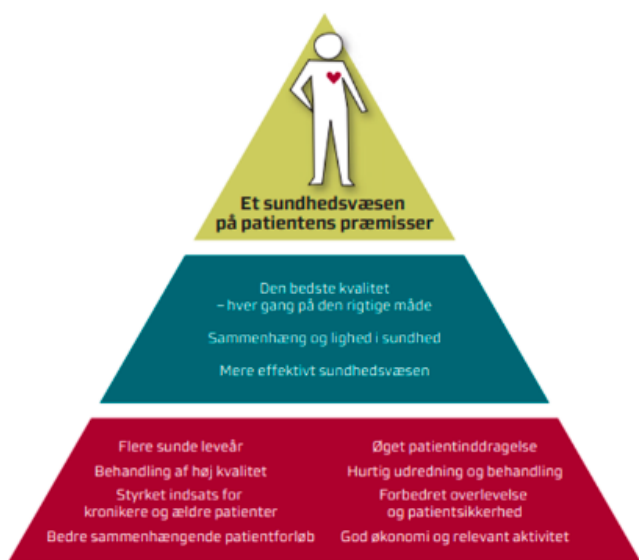 Et sundhedsvæsen
på patientens præmisser
Den bedste kvalitet
– hver gang på den rigtige måde
Sammenhæng og lighed i sundhed
Mere effektivt sundhedsvæsen
Flere sunde leveår
Behandling af høj kvalitet
Styrket indsats for
kronikere og ældre patienter
Bedre sammenhængende patientforløb
Øget patientinddragelse
Hurtig udredning og behandling
Forbedret overlevelse
og patientsikkerhed
God økonomi og relevant aktivitet